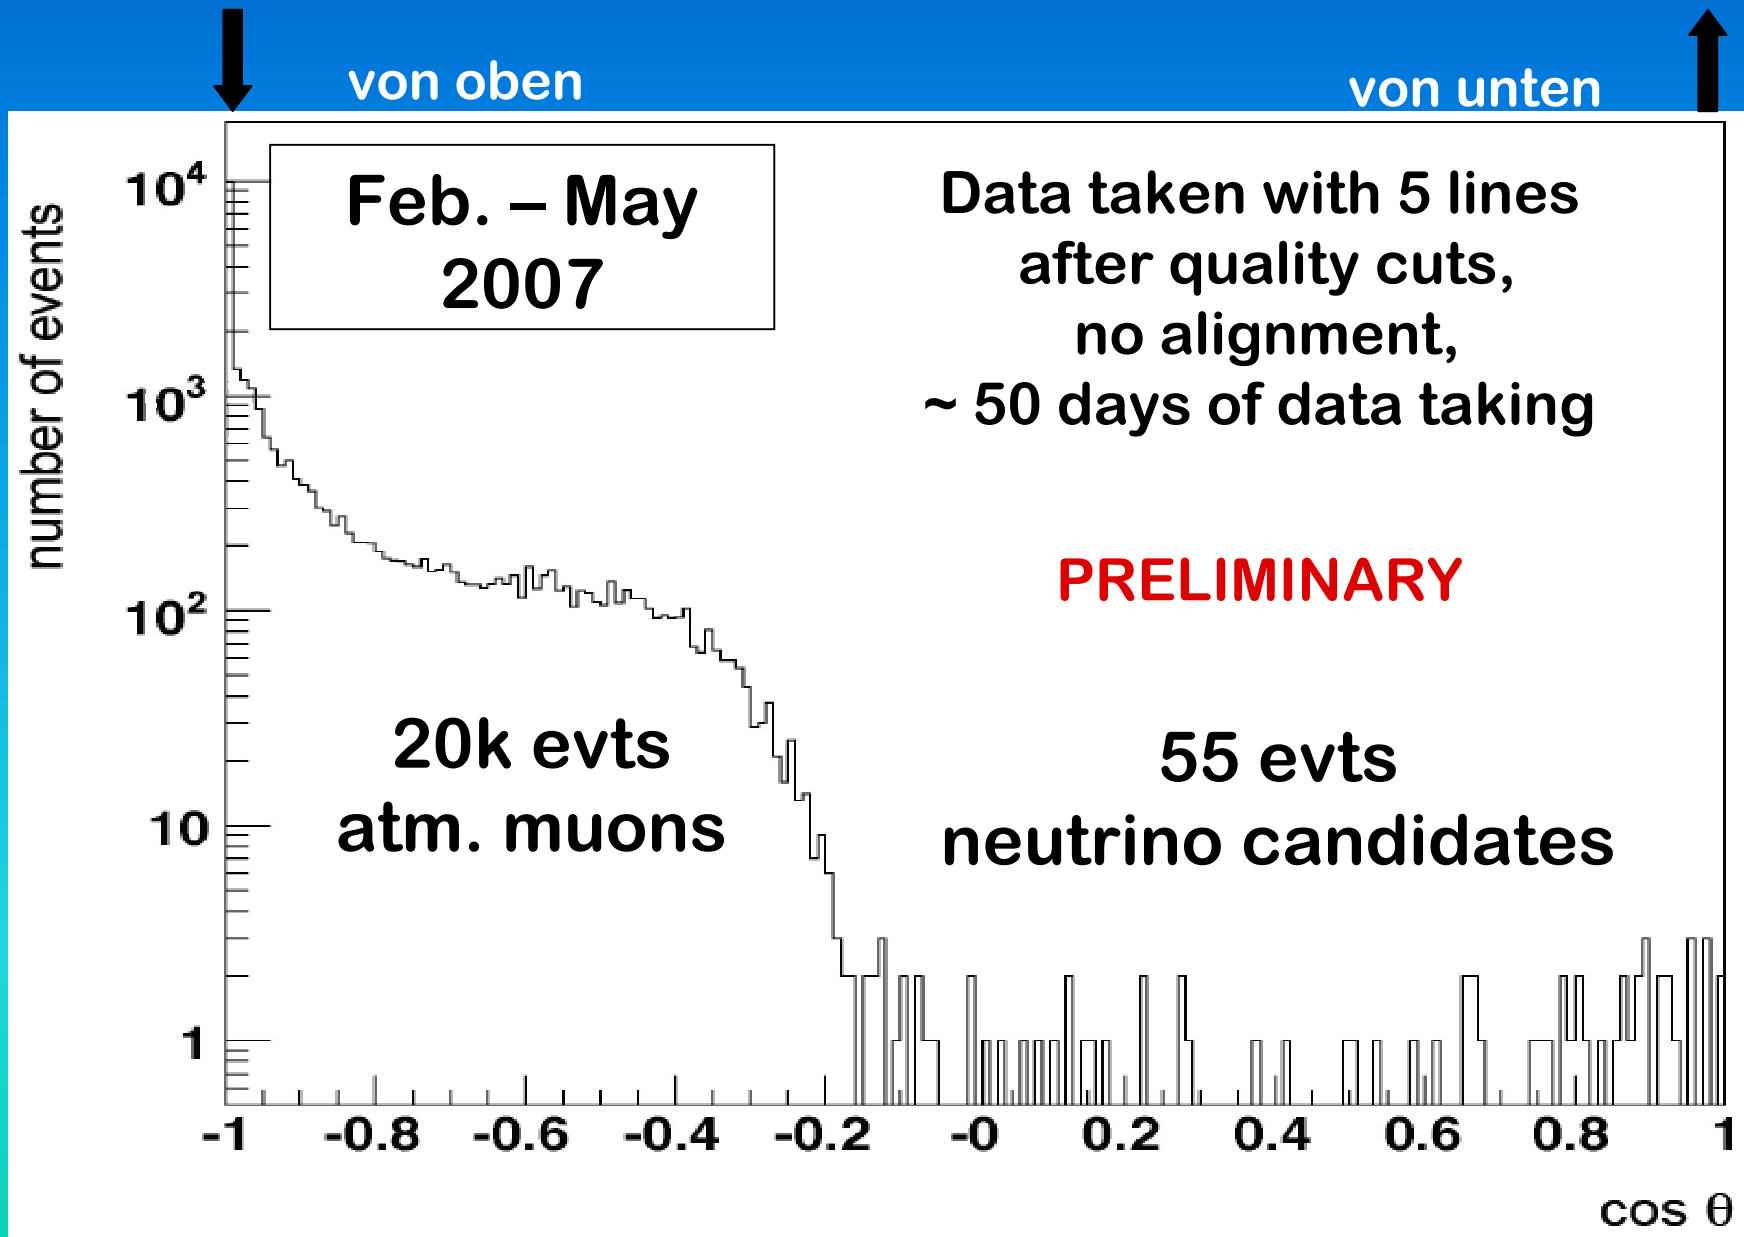 von oben
von unten
Feb. – May
2007
Data taken with 5 lines
after quality cuts,
no alignment,
~ 50 days of data taking
PRELIMINARY
20k evts
atm. muons
55 evts
neutrino candidates
number of events
10⁴
10³
10²
10
1
-1 -0.8 -0.6 -0.4 -0.2 -0 0.2 0.4 0.6 0.8 1
cos θ